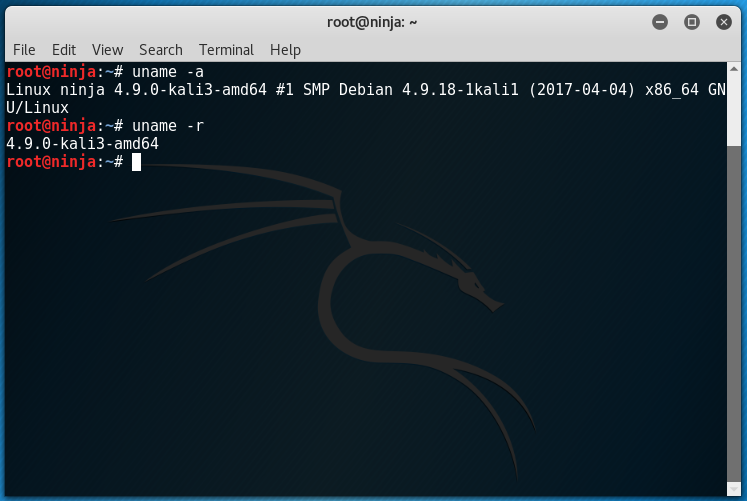 root@ninja: ~
File Edit View Search Terminal Help
root@ninja:~# uname -a
Linux ninja 4.9.0-kali3-amd64 #1 SMP Debian 4.9.18-1kali1 (2017-04-04) x86_64 GN
U/Linux
root@ninja:~# uname -r
4.9.0-kali3-amd64
root@ninja:~#